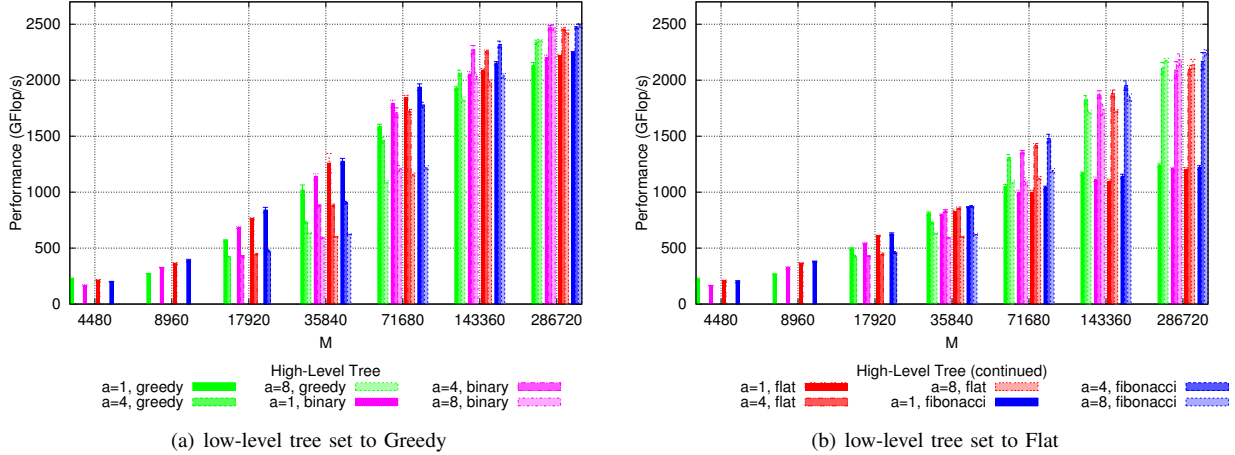 2500
2000
1500
1000
500
0
Performance (GFlop/s)
4480 8960 17920 35840 71680 143360 286720
M
High-Level Tree
a=1, greedy a=8, greedy a=4, binary
a=4, greedy a=1, binary a=8, binary
(a) low-level tree set to Greedy
2500
2000
1500
1000
500
0
Performance (GFlop/s)
4480 8960 17920 35840 71680 143360 286720
M
High-Level Tree (continued)
a=1, flat a=8, flat a=4, fibonacci
a=4, flat a=1, fibonacci a=8, fibonacci
(b) low-level tree set to Flat